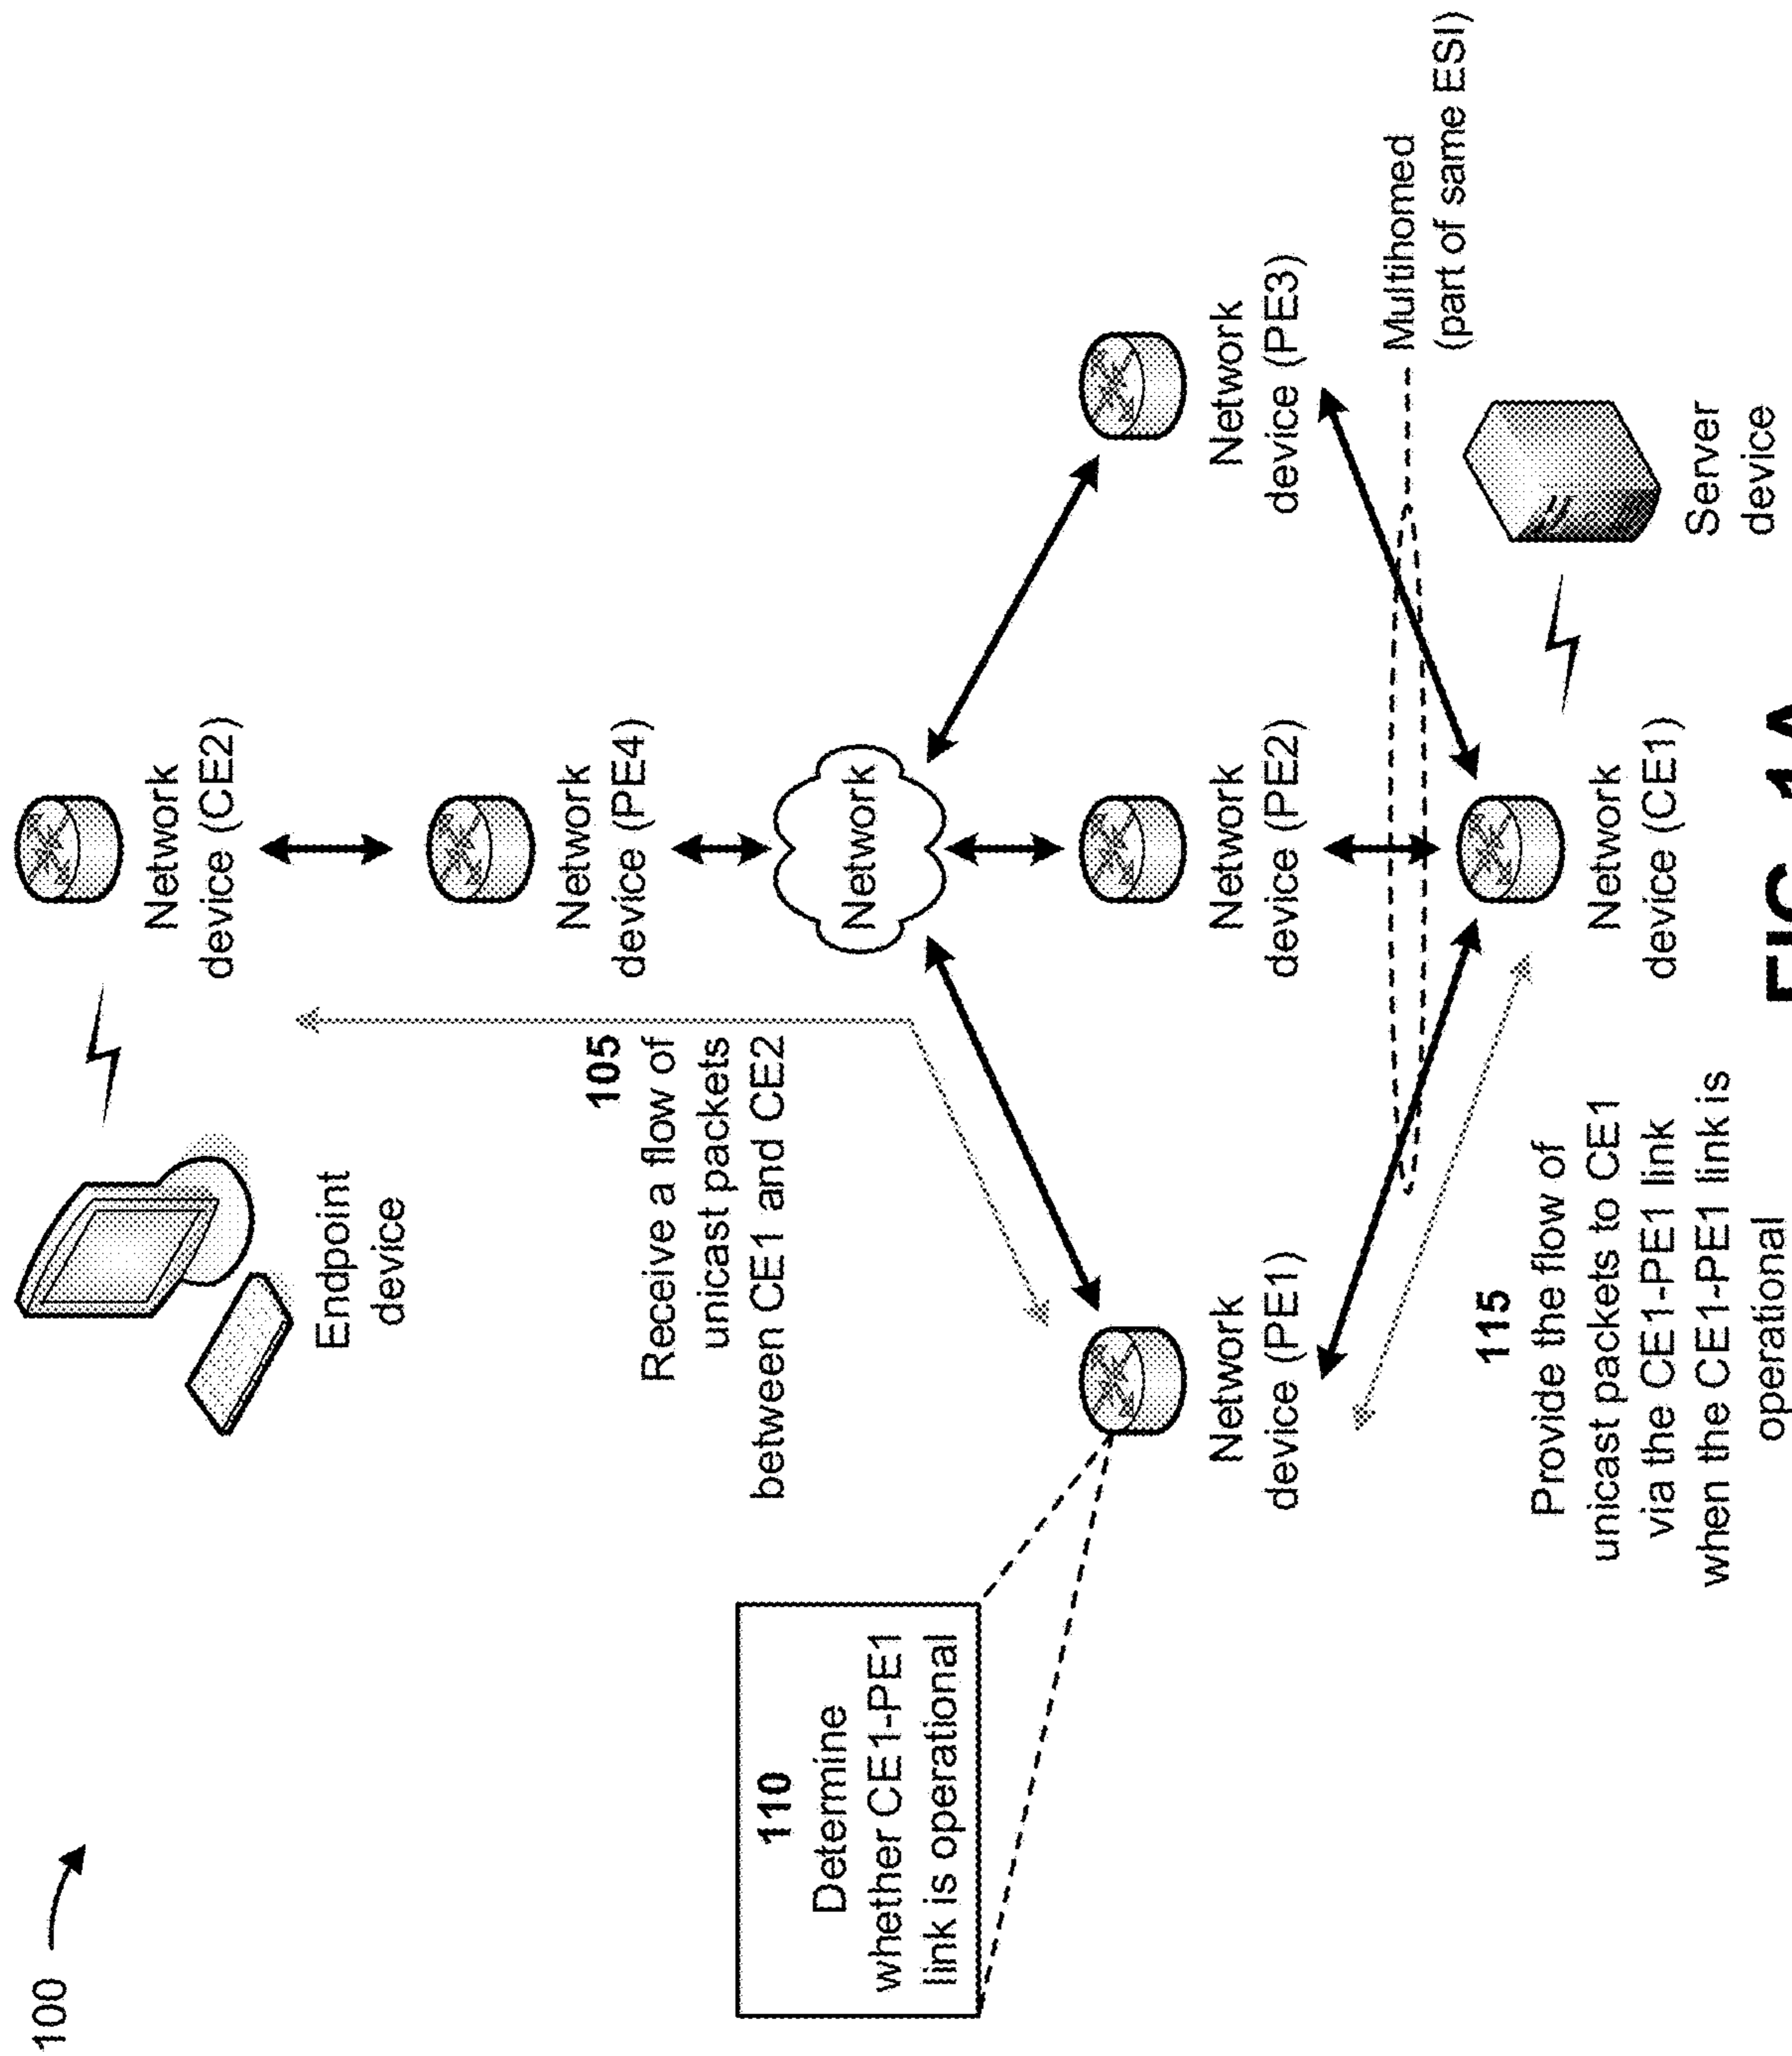 100
Endpoint
device
Network
device (CE2)
105
Receive a flow of
unicast packets
between CE1 and CE2
Network
device (PE4)
110
Determine
whether CE1-PE1
link is operational
Network
Network
device (PE1)
Network
device (PE2)
Network
device (PE3)
Multihomed
(part of same ESI)
115
Provide the flow of
unicast packets to CE1
via the CE1-PE1 link
when the CE1-PE1 link is
operational
Network
device (CE1)
Server
device
FIG. 1A